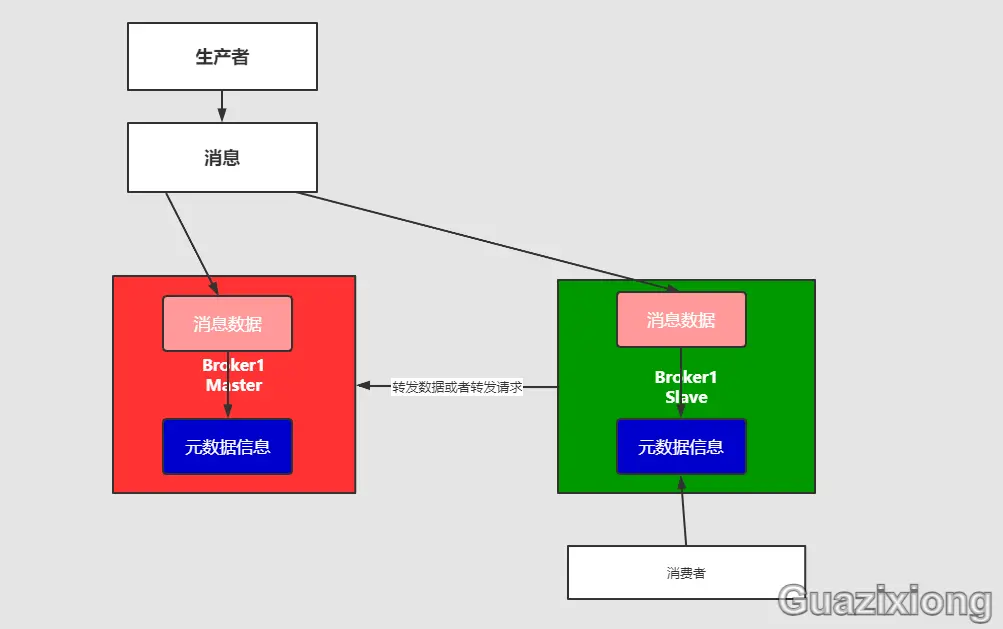 生产者
消息
消息数据
Broker1
Master
元数据信息
转发数据或者转发请求
消息数据
Broker1
Slave
元数据信息
消费者
Guazixiong